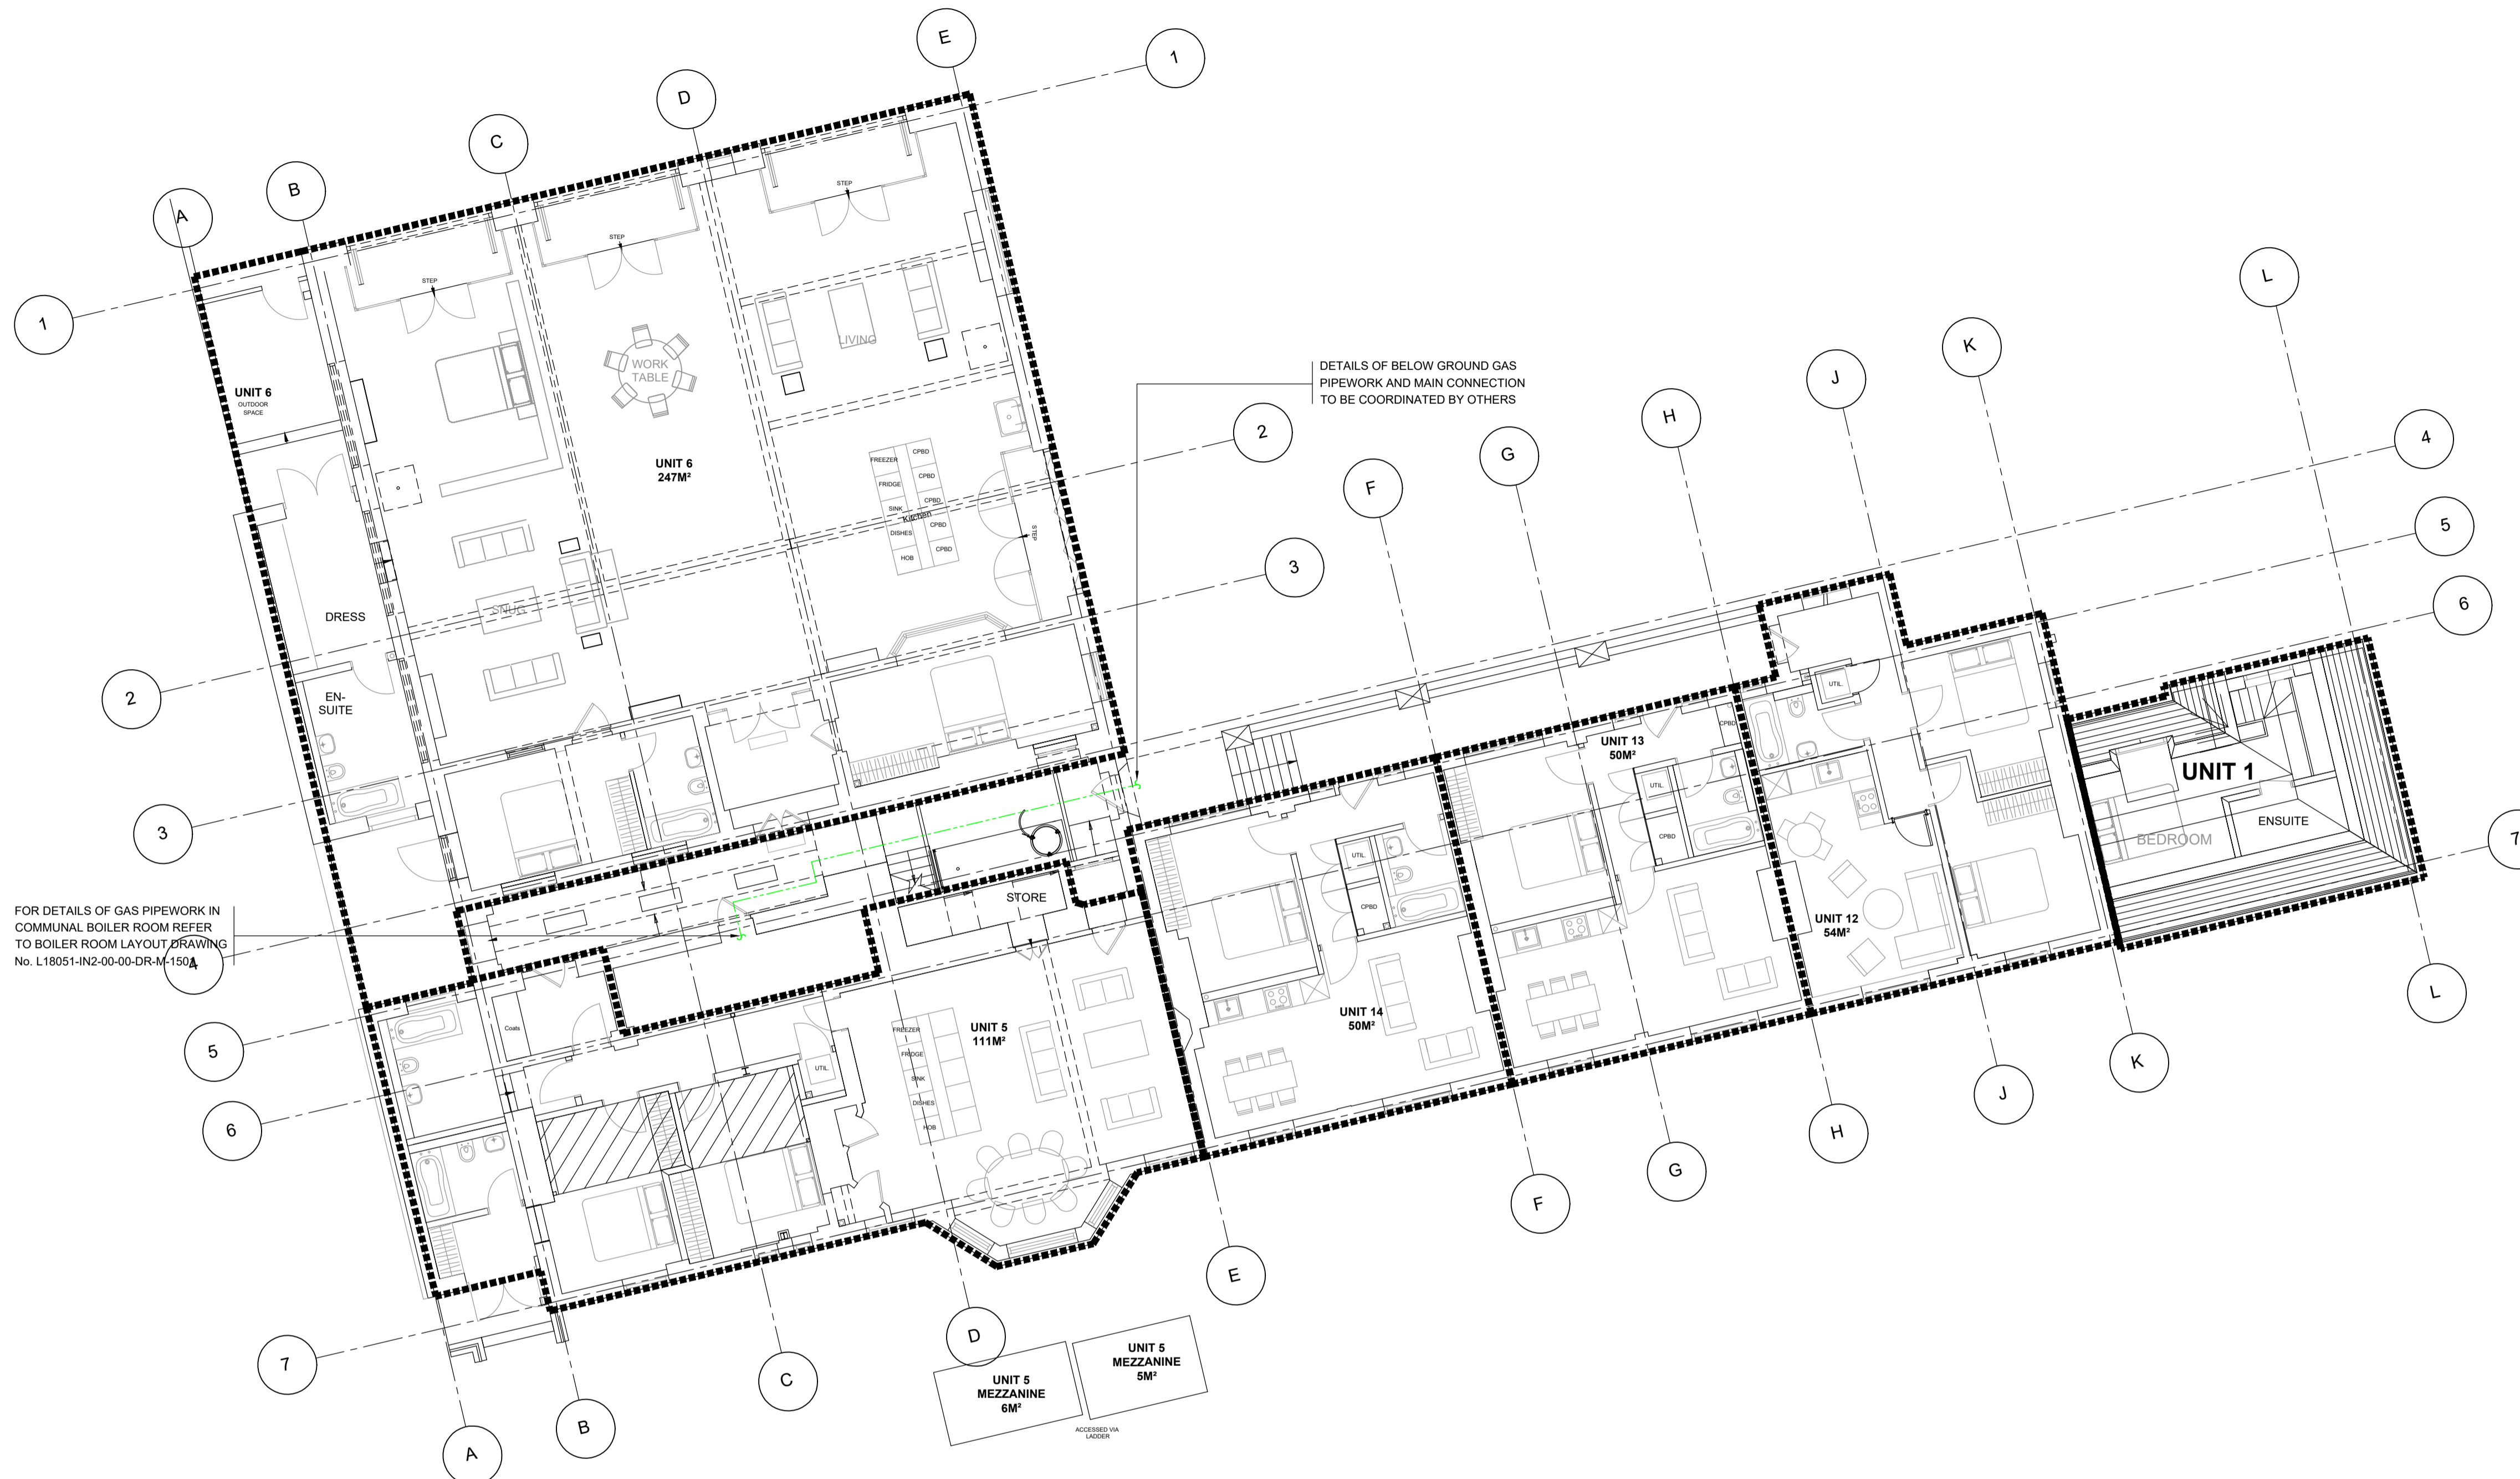 E
1
D
C
B
A
STEP
STEP
STEP
1
L
K
LIVING
WORK
TABLE
DETAILS OF BELOW GROUND GAS
PIPEWORK AND MAIN CONNECTION
TO BE COORDINATED BY OTHERS
J
UNIT 6
OUTDOOR
SPACE
H
2
4
G
F
UNIT 6
247M²
FREEZER
FRIDGE
SINK
DISHES
HOB
CPBD
CPBD
CPBD
CPBD
CPBD
Kitchen
STEP
5
3
6
DRESS
SNUG
2
EN-
SUITE
UTIL.
CPBD
UNIT 13
50M²
UNIT 1
UTIL.
CPBD
ENSUITE
BEDROOM
7
3
UTIL.
CPBD
STORE
FOR DETAILS OF GAS PIPEWORK IN
COMMUNAL BOILER ROOM REFER
TO BOILER ROOM LAYOUT DRAWING
No. L18051-IN2-00-00-DR-M-1501
4
UNIT 12
54M²
L
UNIT 14
50M²
Coats
UNIT 5
111M²
FREEZER
FRIDGE
SINK
DISHES
HOB
UTIL
5
K
6
J
H
G
F
E
7
D
C
UNIT 5
MEZZANINE
5M²
UNIT 5
MEZZANINE
6M²
ACCESSED VIA
LADDER
B
A